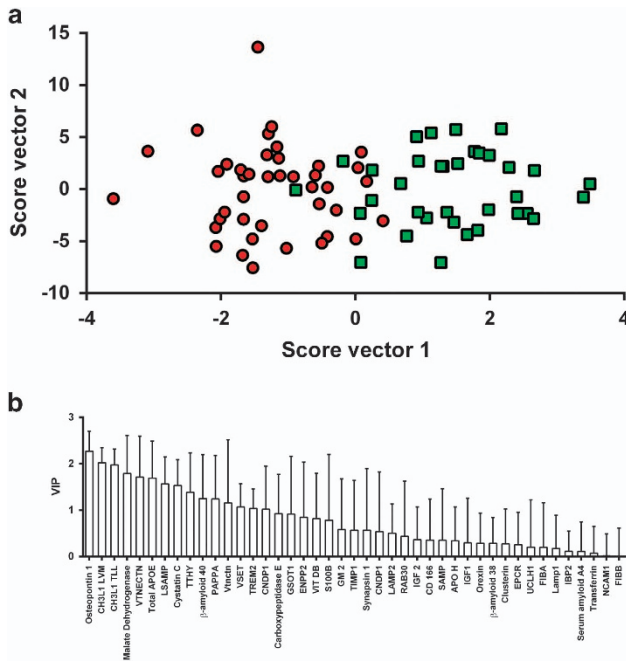 a
15
10
5
0
-5
-10
Score vector 2
-4
-2
0
2
4
Score vector 1
b
3
2
1
0
VIP
Osteopontin 1
CH3L1 LVM
CH3L1 TLL
Malate Dehydrogenase
VTNECTN
Total APOE
LSAMP
Cystatin C
TTHY
β-amyloid 40
PAPPA
Vtnctn
VSET
TREM2
CNDP1
Carboxypeptidase E
GSOT1
ENPP2
VIT DB
S100B
GM 2
TIMP1
Synapsin 1
CNDP1
LAMP2
RAB30
IGF 2
CD 166
SAMP
APO H
IGF1
Orexin
β-amyloid 38
Clusterin
EPCR
UCLH1
FIBA
Lamp1
IBP2
Serum amyloid A4
Transferrin
NCAM1
FIBB